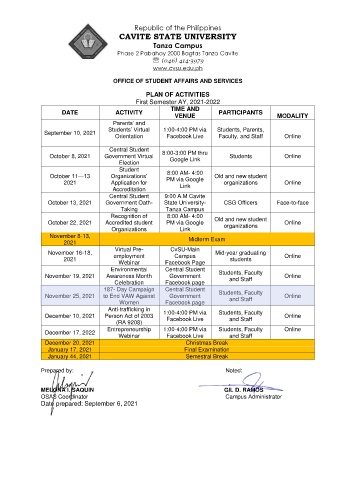 Republic of the Philippines
CAVITE STATE UNIVERSITY
Tanza Campus
Phase 2 Pabahay 2000 Bagtas Tanza Cavite
☏ (046) 414-3979
www.cvsu.edu.ph
OFFICE OF STUDENT AFFAIRS AND SERVICES
PLAN OF ACTIVITIES
First Semester AY, 2021-2022
DATE ACTIVITY TIME AND VENUE PARTICIPANTS MODALITY
September 10, 2021 Parents' and Students' Virtual Orientation 1:00-4:00 PM via Facebook Live Students, Parents, Faculty, and Staff Online
October 8, 2021 Central Student Government Virtual Election 8:00-3:00 PM thru Google Link Students Online
October 11—13 2021 Student Organizations' Application for Accreditation 8:00 AM- 4:00 PM via Google Link Old and new student organizations Online
October 13, 2021 Central Student Government Oath-Taking 9:00 A.M Cavite State University- Tanza Campus CSG Officers Face-to-face
October 22, 2021 Recognition of Accredited student Organizations 8:00 AM- 4:00 PM via Google Link Old and new student organizations Online
November 8-13, 2021 Midterm Exam
November 16-18, 2021 Virtual Pre-employment Webinar CvSU-Main Campus Facebook Page Mid-year graduating students Online
November 19, 2021 Environmental Awareness Month Celebration Central Student Government Facebook page Students, Faculty and Staff Online
November 25, 2021 187- Day Campaign to End VAW Against Women Central Student Government Facebook page Students, Faculty and Staff Online
December 10, 2021 Anti-trafficking in Person Act of 2003 (RA 9208) 1:00-4:00 PM via Facebook Live Students, Faculty and Staff Online
December 17, 2022 Entrepreneurship Webinar 1:00-4:00 PM via Facebook Live Students, Faculty and Staff Online
December 20, 2021 Christmas Break
January 17, 2021 Final Examination
January 44, 2021 Semestral Break
Prepared by: Noted:
GIL D. RAMOS
OSAS Coordinator Campus Administrator
Date prepared: September 6, 2021